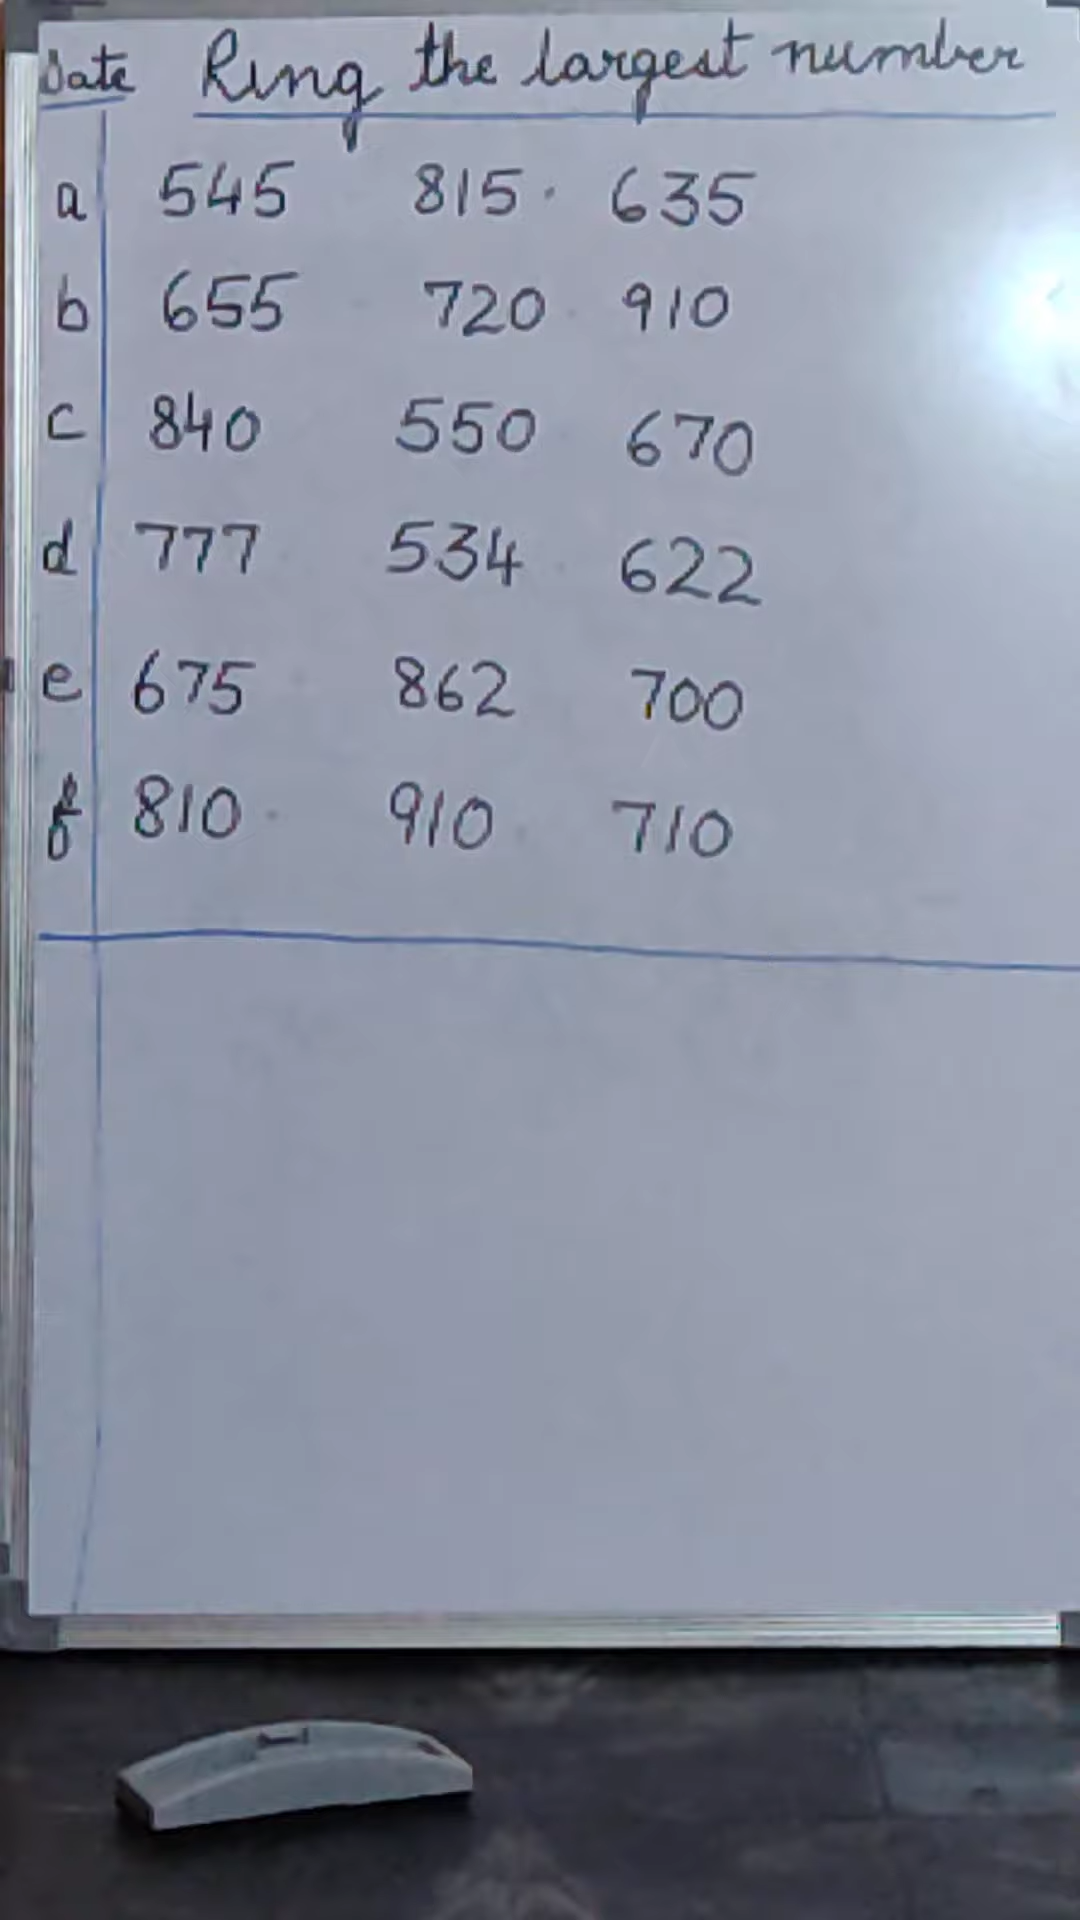 Date Ring the largest number
a 545 815. 635
b 655 720 910
c 840 550 670
d 777 534 622
e 675 862 700
f 810 910 710